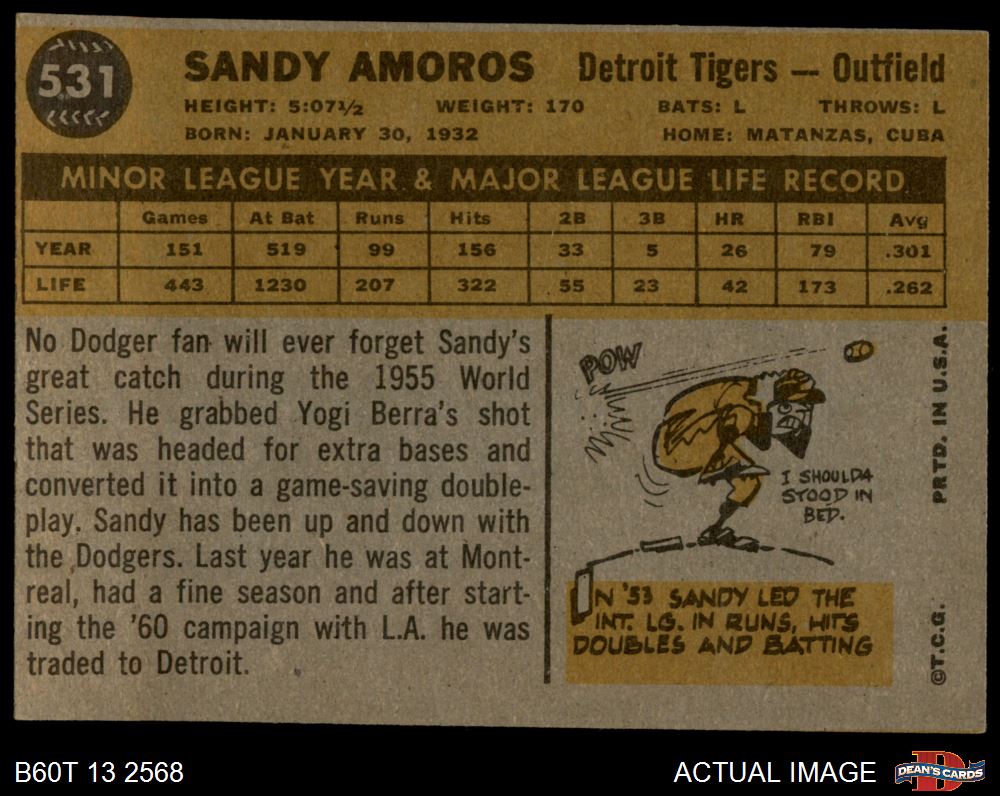 531
SANDY AMOROS Detroit Tigers — Outfield
HEIGHT: 5:07½ WEIGHT: 170 BATS: L THROWS: L
BORN: JANUARY 30, 1932 HOME: MATANZAS, CUBA
MINOR LEAGUE YEAR & MAJOR LEAGUE LIFE RECORD
Games At Bat Runs Hits 2B 3B HR RBI Avg
YEAR 151 519 99 156 33 5 26 79 .301
LIFE 443 1230 207 322 55 23 42 173 .262
No Dodger fan will ever forget Sandy's
great catch during the 1955 World
Series. He grabbed Yogi Berra's shot
that was headed for extra bases and
converted it into a game-saving double-
play. Sandy has been up and down with
the Dodgers. Last year he was at Mont-
real, had a fine season and after start-
ing the '60 campaign with L.A. he was
traded to Detroit.
POW
I SHOULDA
STOOD IN
BED.
IN '53 SANDY LED THE
INT. LG. IN RUNS, HITS
DOUBLES AND BATTING
©T.C.G. PRTD. IN U.S.A.
B60T 13 2568
ACTUAL IMAGE
DEAN'S CARDS